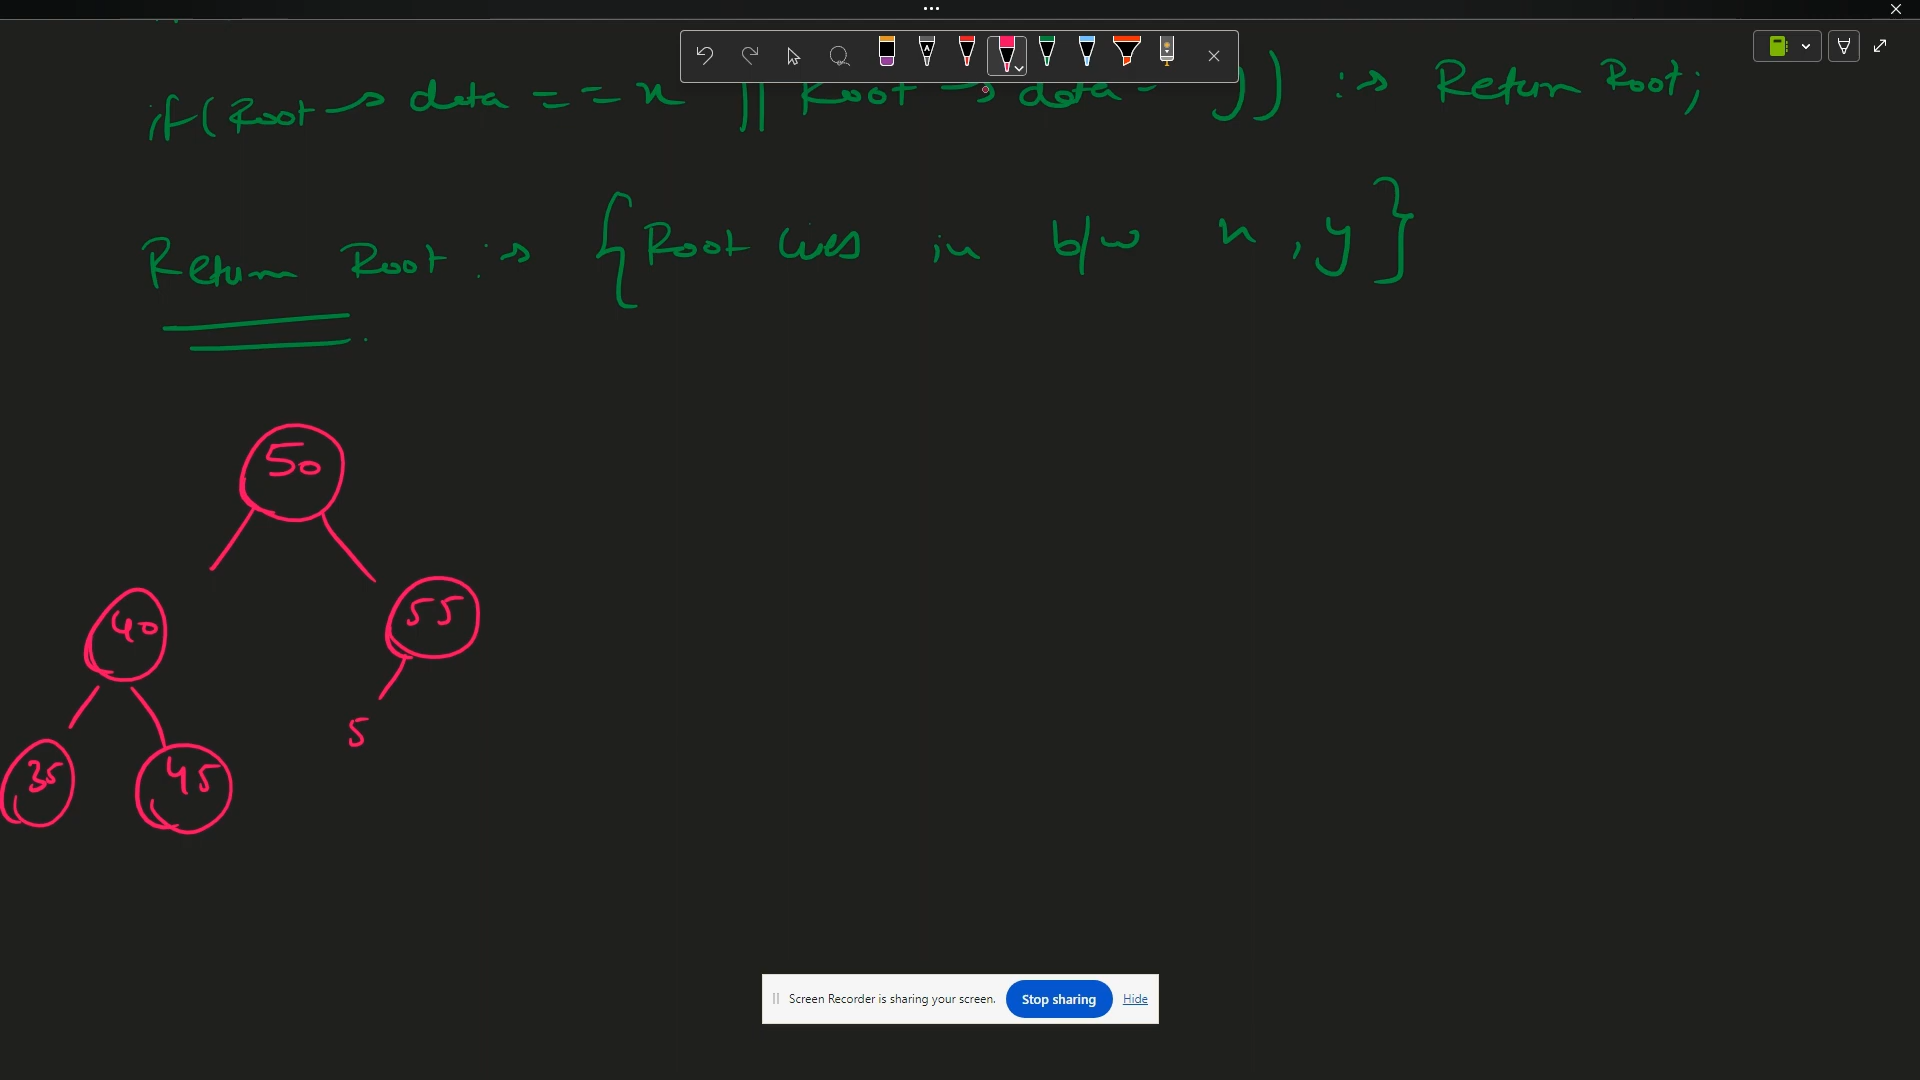 if(Root → data == x || Root → data = y)) :→ Return Root;
Return Root :→ {Root lies in b/w x , y}
50
40
55
5
35
45
Screen Recorder is sharing your screen.
Stop sharing
Hide